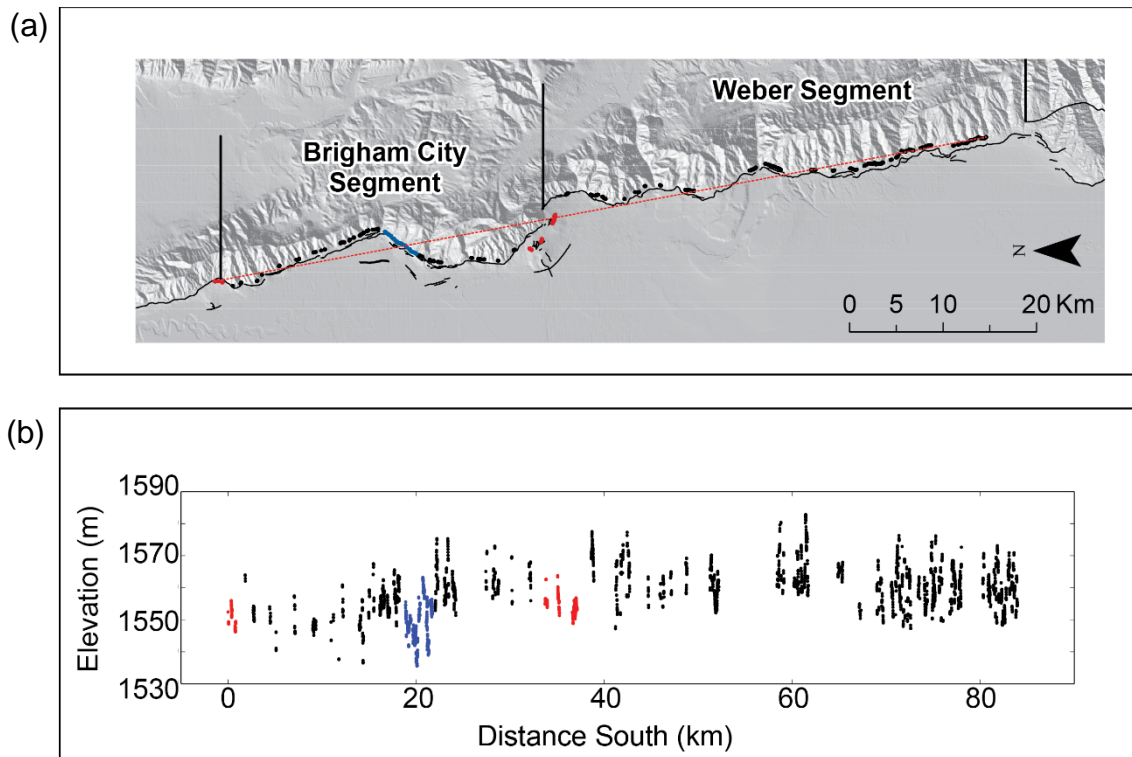 (a)
Weber Segment
Brigham City
Segment
N
0 5 10 20 Km
(b)
1590
1570
1550
1530
Elevation (m)
0 20 40 60 80
Distance South (km)